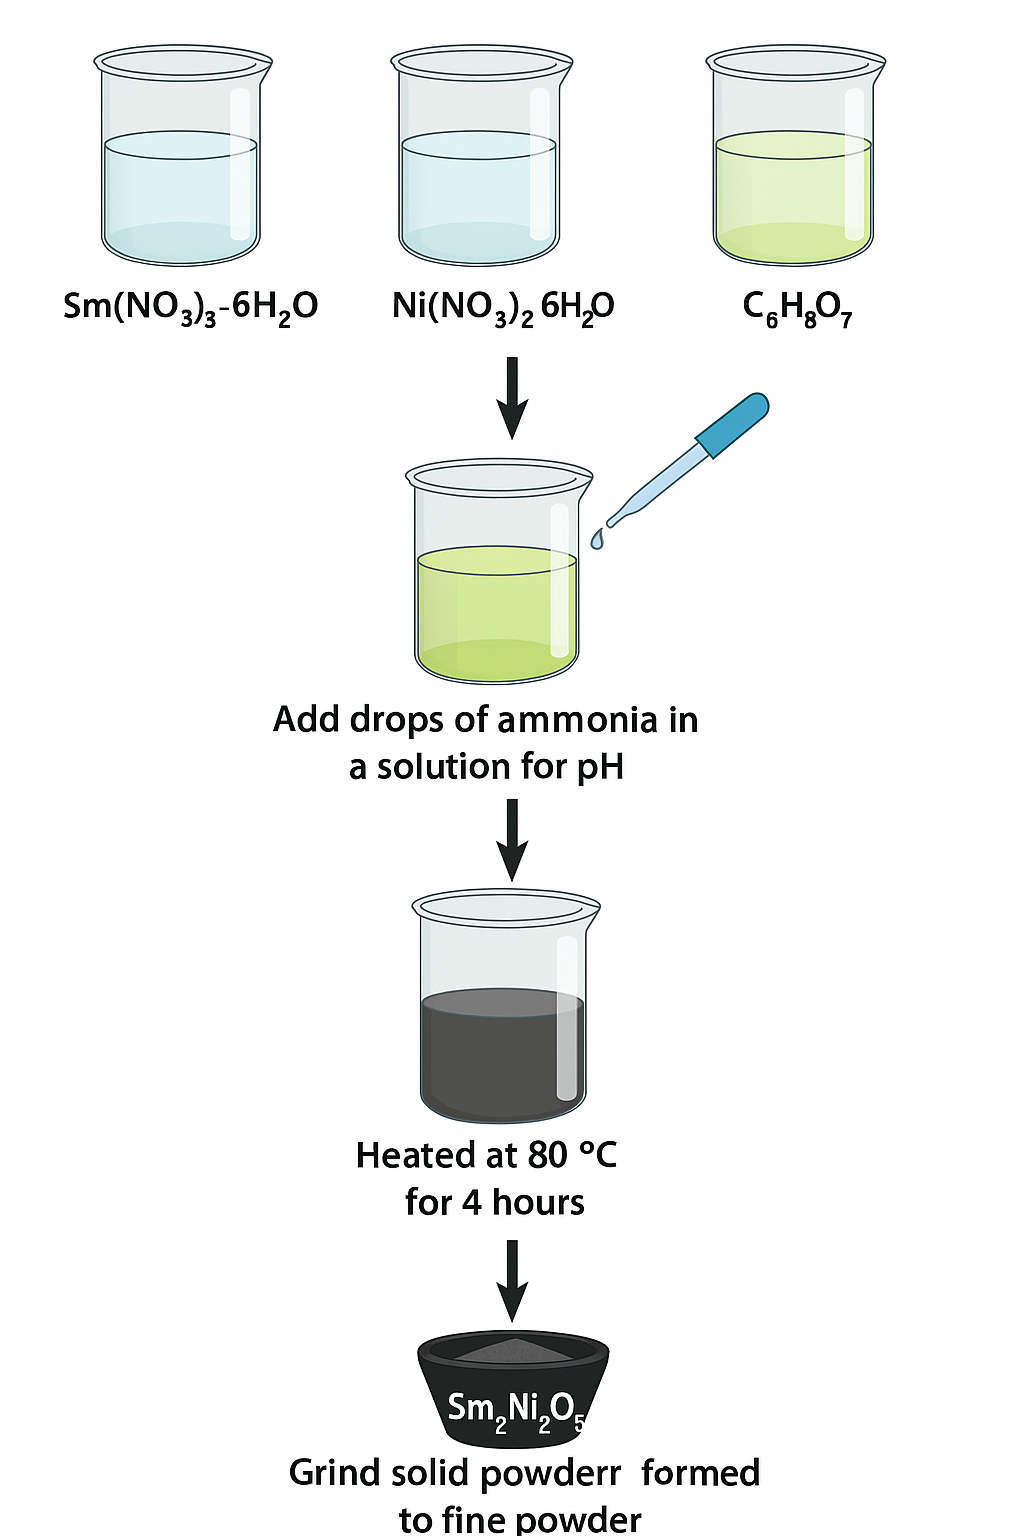 Sm(NO₃)₃-6H₂O
Ni(NO₃)₂ 6H₂O
C₆H₈O₇
Add drops of ammonia in
a solution for pH
Heated at 80 °C
for 4 hours
Sm₂Ni₂O₅
Grind solid powderr formed
to fine powder